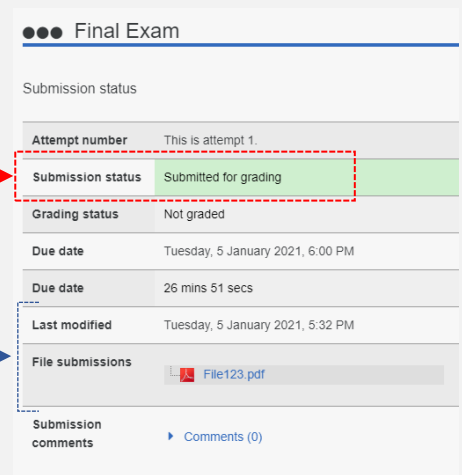 Final Exam
Submission status
Attempt number This is attempt 1.
Submission status Submitted for grading
Grading status Not graded
Due date Tuesday, 5 January 2021, 6:00 PM
Due date 26 mins 51 secs
Last modified Tuesday, 5 January 2021, 5:32 PM
File submissions
File123.pdf
Submission
comments
Comments (0)